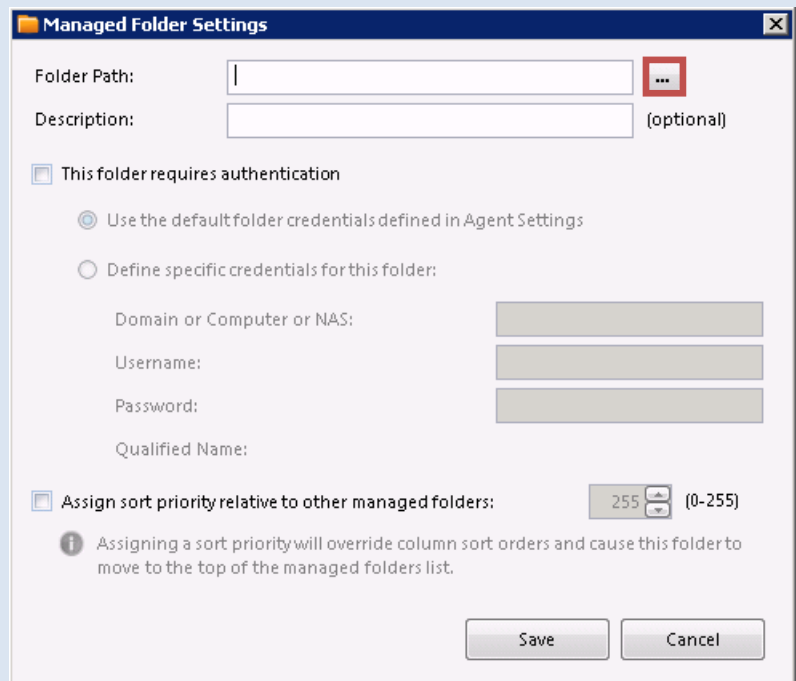 Managed Folder Settings
Folder Path:
...
Description:
(optional)
This folder requires authentication
Use the default folder credentials defined in Agent Settings
Define specific credentials for this folder:
Domain or Computer or NAS:
Username:
Password:
Qualified Name:
Assign sort priority relative to other managed folders: 255 (0-255)
Assigning a sort priority will override column sort orders and cause this folder to
move to the top of the managed folders list.
Save Cancel